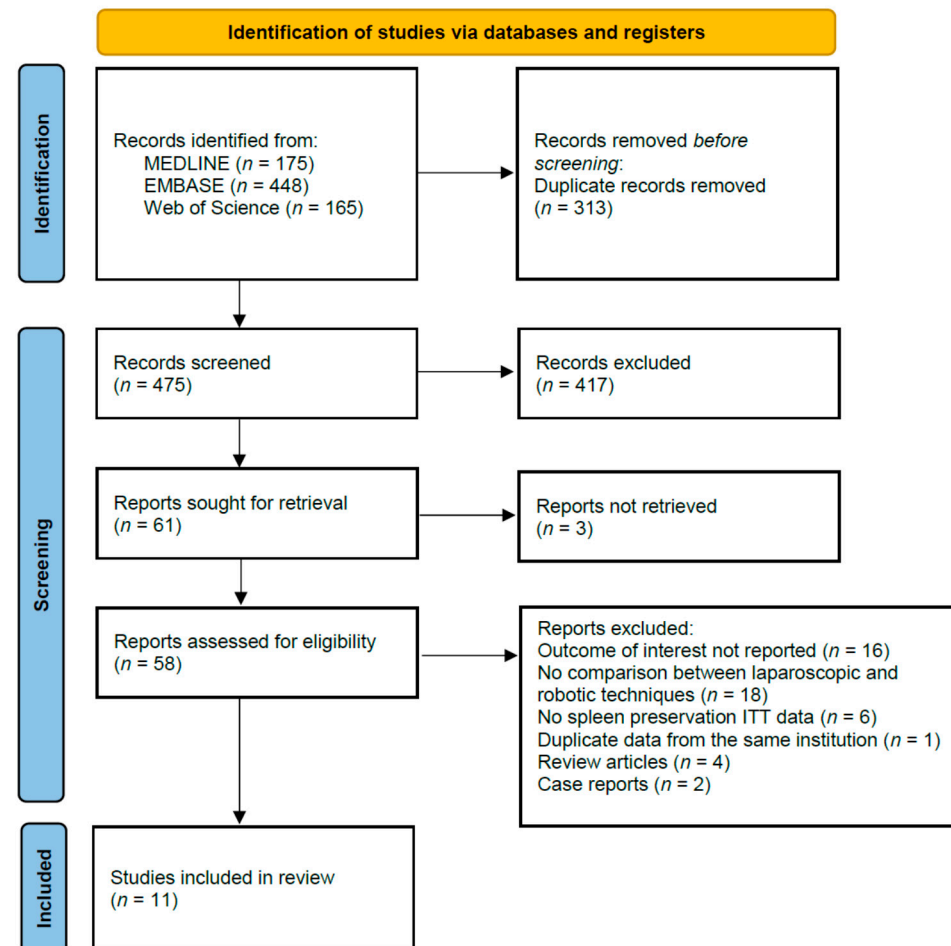 Identification of studies via databases and registers
Identification
Records identified from:
MEDLINE (n = 175)
EMBASE (n = 448)
Web of Science (n = 165)
Records removed before
screening:
Duplicate records removed
(n = 313)
Screening
Records screened
(n = 475)
Records excluded
(n = 417)
Reports sought for retrieval
(n = 61)
Reports not retrieved
(n = 3)
Reports assessed for eligibility
(n = 58)
Reports excluded:
Outcome of interest not reported (n = 16)
No comparison between laparoscopic and
robotic techniques (n = 18)
No spleen preservation ITT data (n = 6)
Duplicate data from the same institution (n = 1)
Review articles (n = 4)
Case reports (n = 2)
Included
Studies included in review
(n = 11)